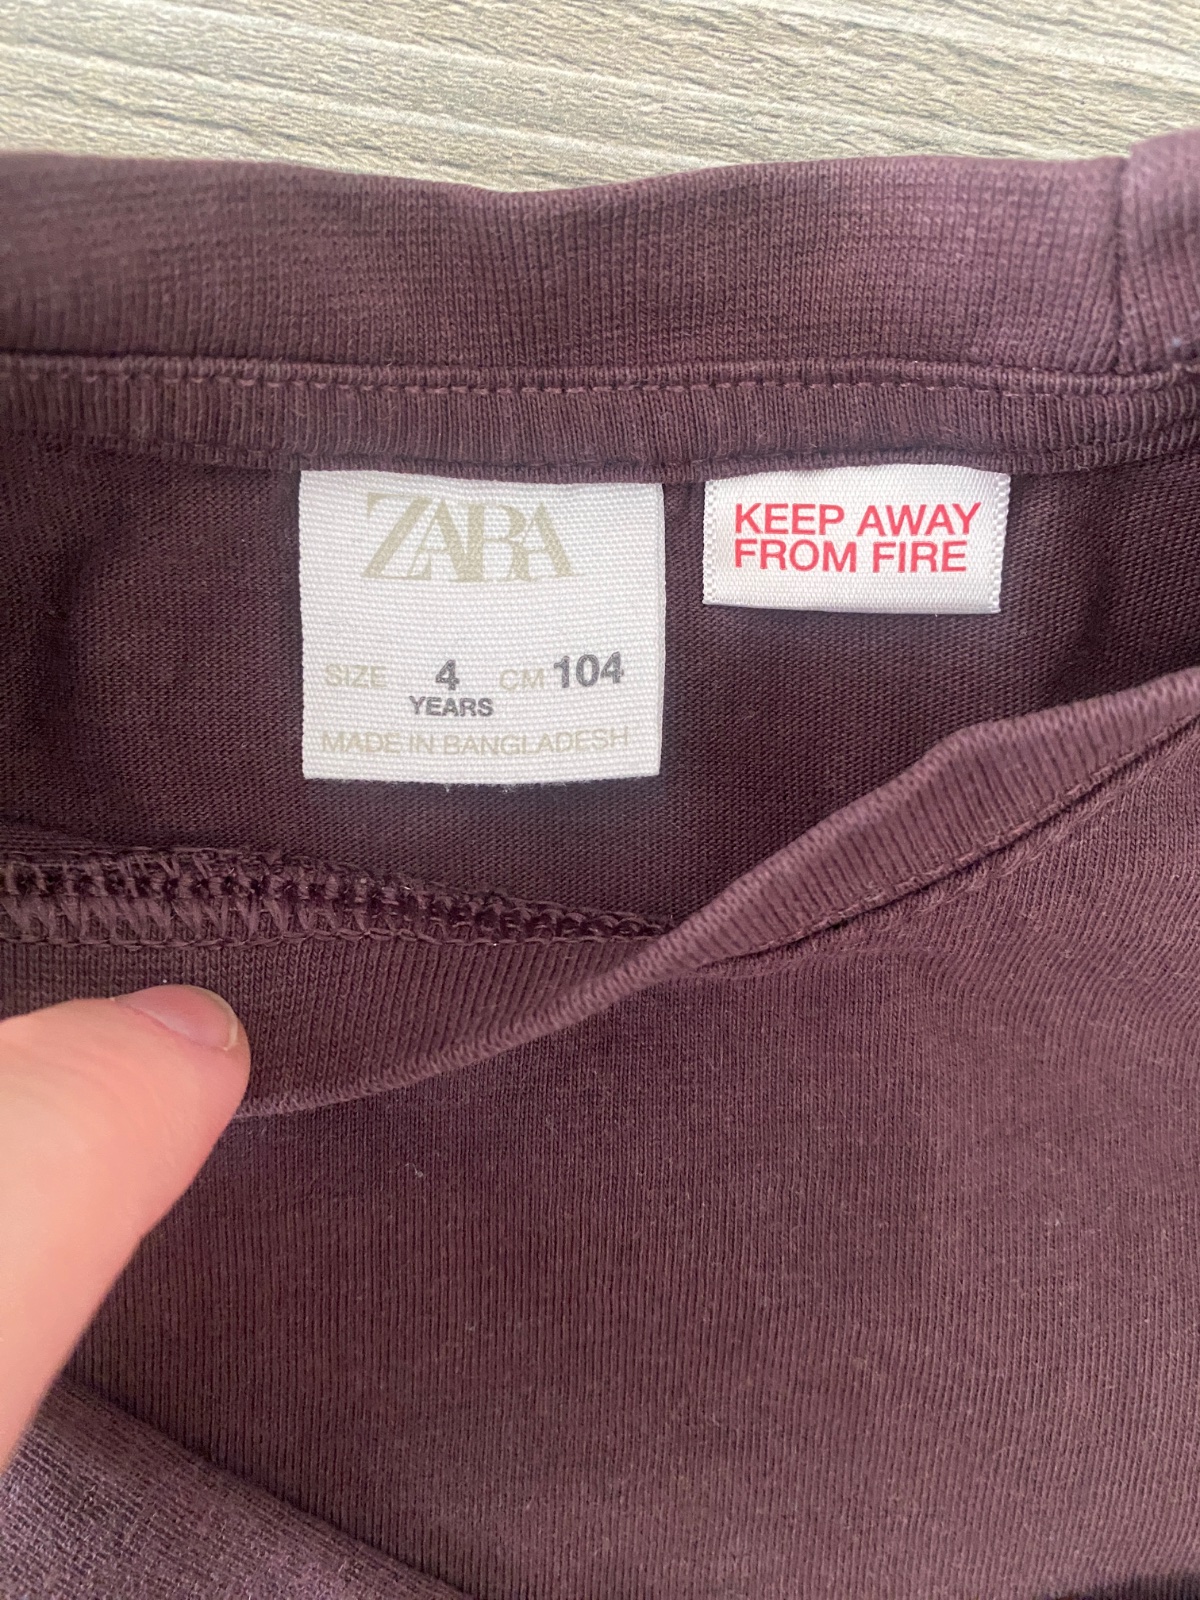 ZARA
SIZE 4 CM 104
YEARS
MADE IN BANGLADESH
KEEP AWAY
FROM FIRE